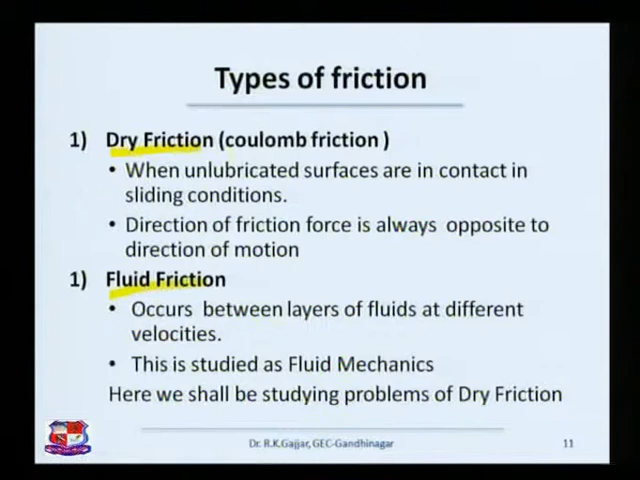 Types of friction
1) Dry Friction (coulomb friction )
• When unlubricated surfaces are in contact in
sliding conditions.
• Direction of friction force is always opposite to
direction of motion
1) Fluid Friction
• Occurs between layers of fluids at different
velocities.
• This is studied as Fluid Mechanics
Here we shall be studying problems of Dry Friction
Dr. R.K.Gajjar, GEC-Gandhinagar
11